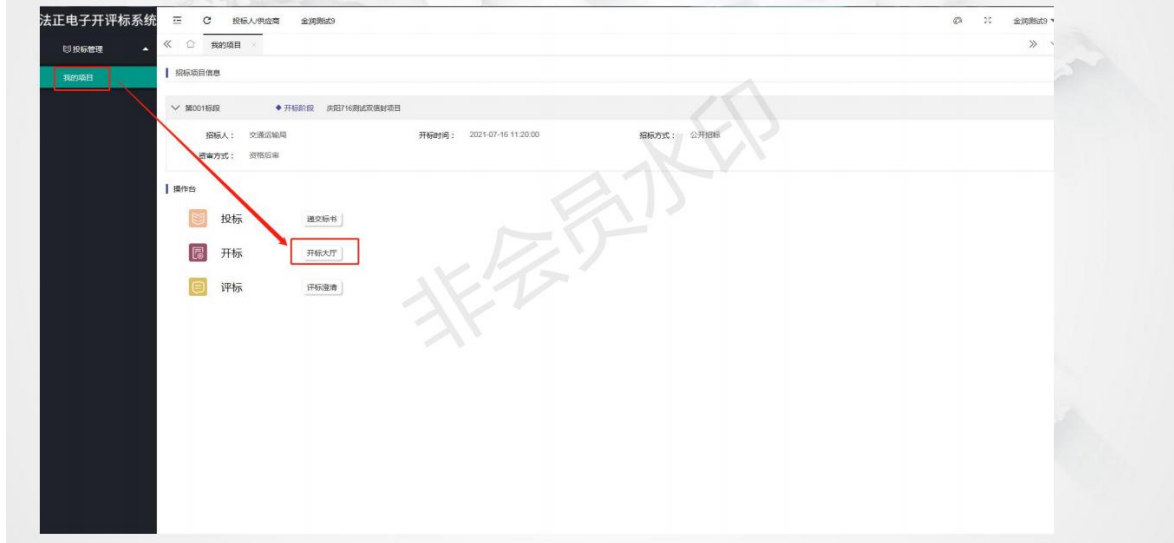 法正电子开评标系统
投标人/供应商
金润测试9
金润测试9
投标管理
我的项目
我的项目
招标项目信息
第001标段
开标阶段
庆阳716测试双信封项目
招标人： 交通运输局
开标时间： 2021-07-16 11:20:00
招标方式： 公开招标
资审方式： 资格后审
操作台
投标
递交标书
开标
开标大厅
评标
评标澄清
非会员水印